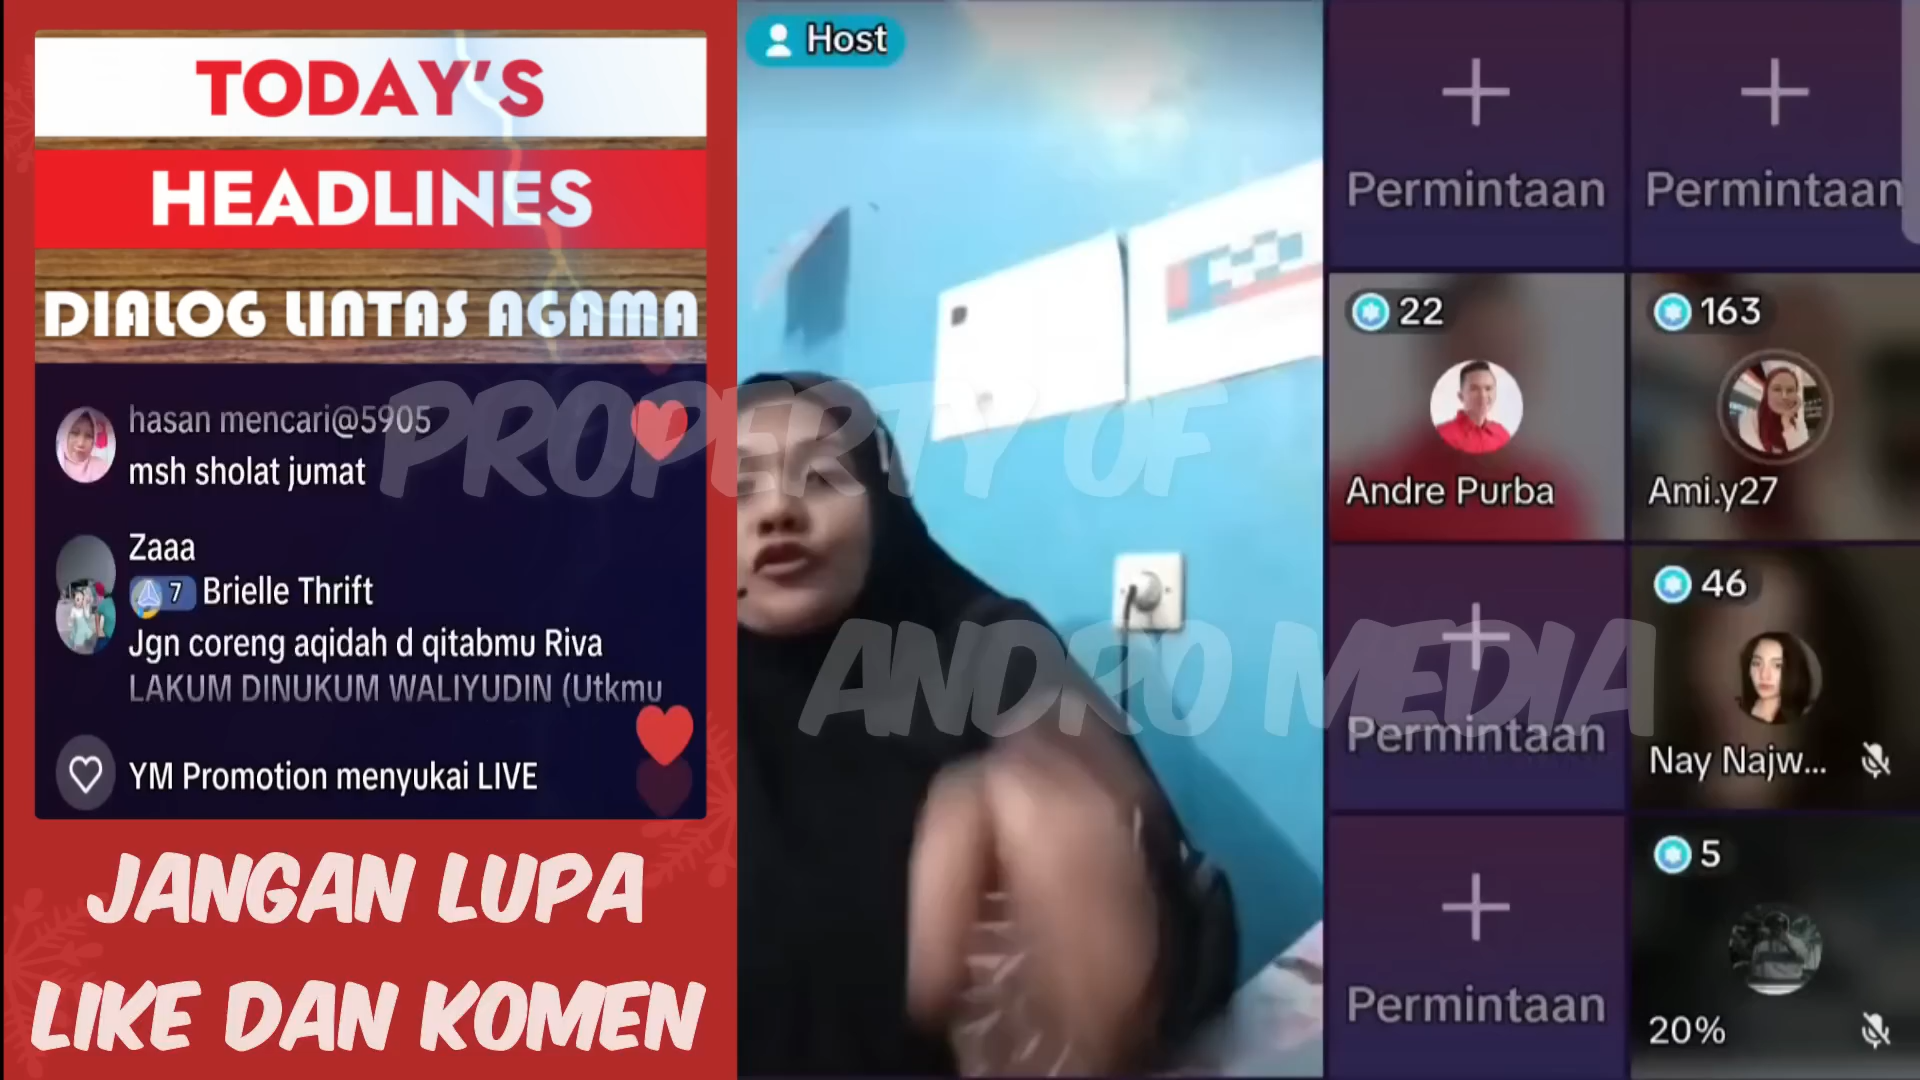 TODAY'S
HEADLINES
DIALOG LINTAS AGAMA
hasan mencari@5905
msh sholat jumat
Zaaa
7 Brielle Thrift
Jgn coreng aqidah d qitabmu Riva
LAKUM DINUKUM WALIYUDIN (Utkmu
YM Promotion menyukai LIVE
JANGAN LUPA
LIKE DAN KOMEN
Host
PROPERTY OF
ANDRO MEDIA
Permintaan
Permintaan
22
Andre Purba
163
Ami.y27
Permintaan
46
Nay Najw...
Permintaan
5
20%